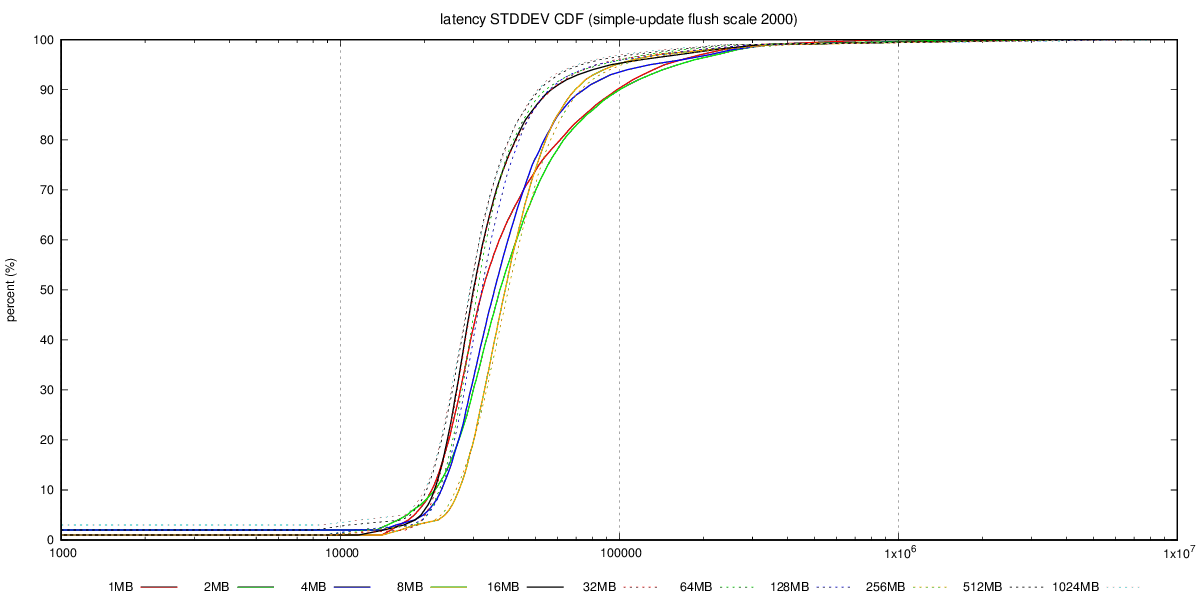 latency STDDEV CDF (simple-update flush scale 2000)
100
90
80
70
60
percent (%)
50
40
30
20
10
0
1000 10000 100000 1x10⁶ 1x10⁷
1MB 2MB 4MB 8MB 16MB 32MB 64MB 128MB 256MB 512MB 1024MB